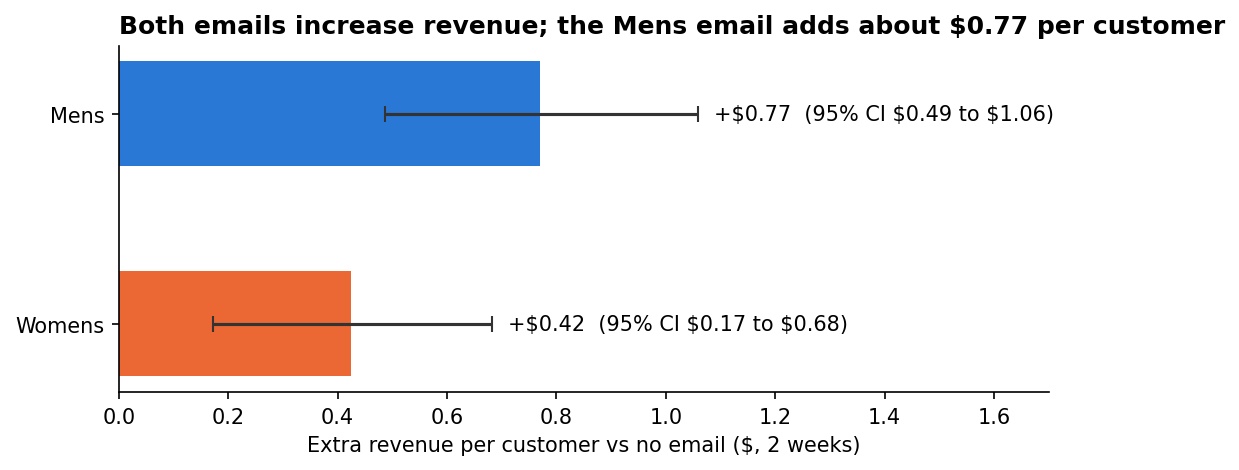 Both emails increase revenue; the Mens email adds about $0.77 per customer
Mens
+$0.77 (95% CI $0.49 to $1.06)
Womens
+$0.42 (95% CI $0.17 to $0.68)
0.0 0.2 0.4 0.6 0.8 1.0 1.2 1.4 1.6
Extra revenue per customer vs no email ($, 2 weeks)